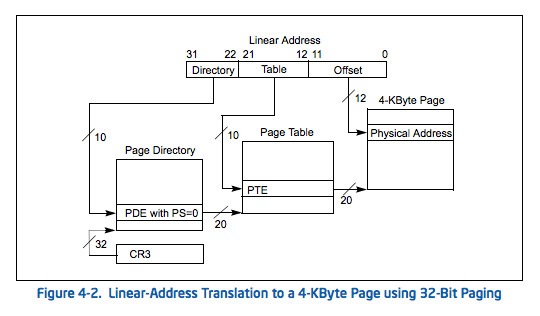 Linear Address
31 22 21 12 11 0
Directory Table Offset
12 4-KByte Page
10 10 Page Table Physical Address
Page Directory
PTE
20
PDE with PS=0
20
32
CR3
Figure 4-2. Linear-Address Translation to a 4-KByte Page using 32-Bit Paging